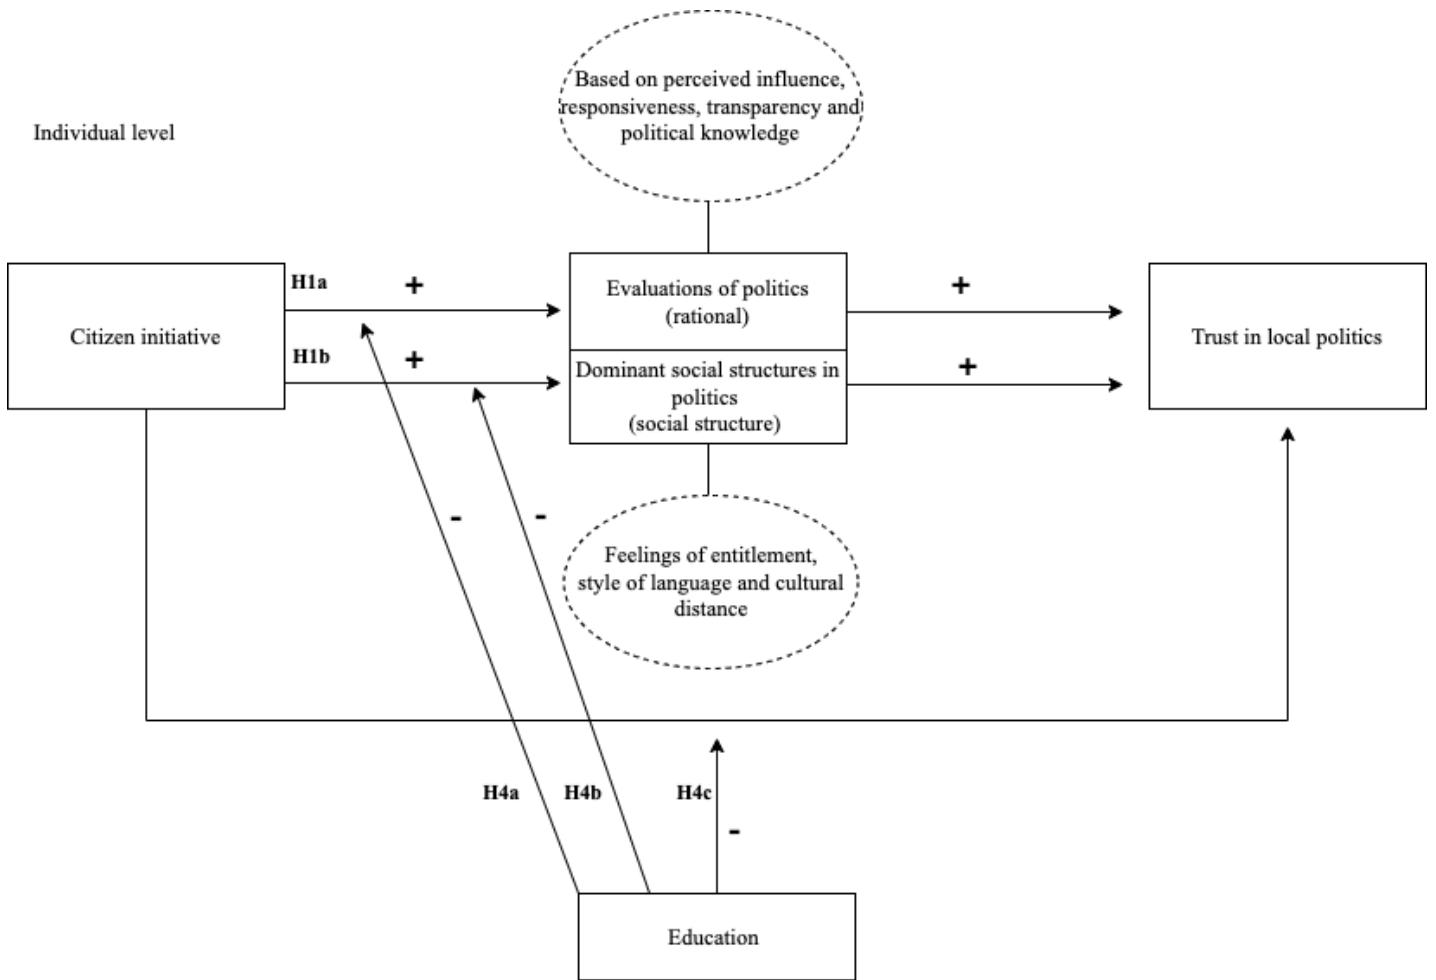 Based on perceived influence,
responsiveness, transparency and
political knowledge
Individual level
H1a
+
+
Evaluations of politics
(rational)
Citizen initiative
Trust in local politics
H1b
+
+
Dominant social structures in
politics
(social structure)
-
-
Feelings of entitlement,
style of language and cultural
distance
H4a
H4b
H4c
-
Education